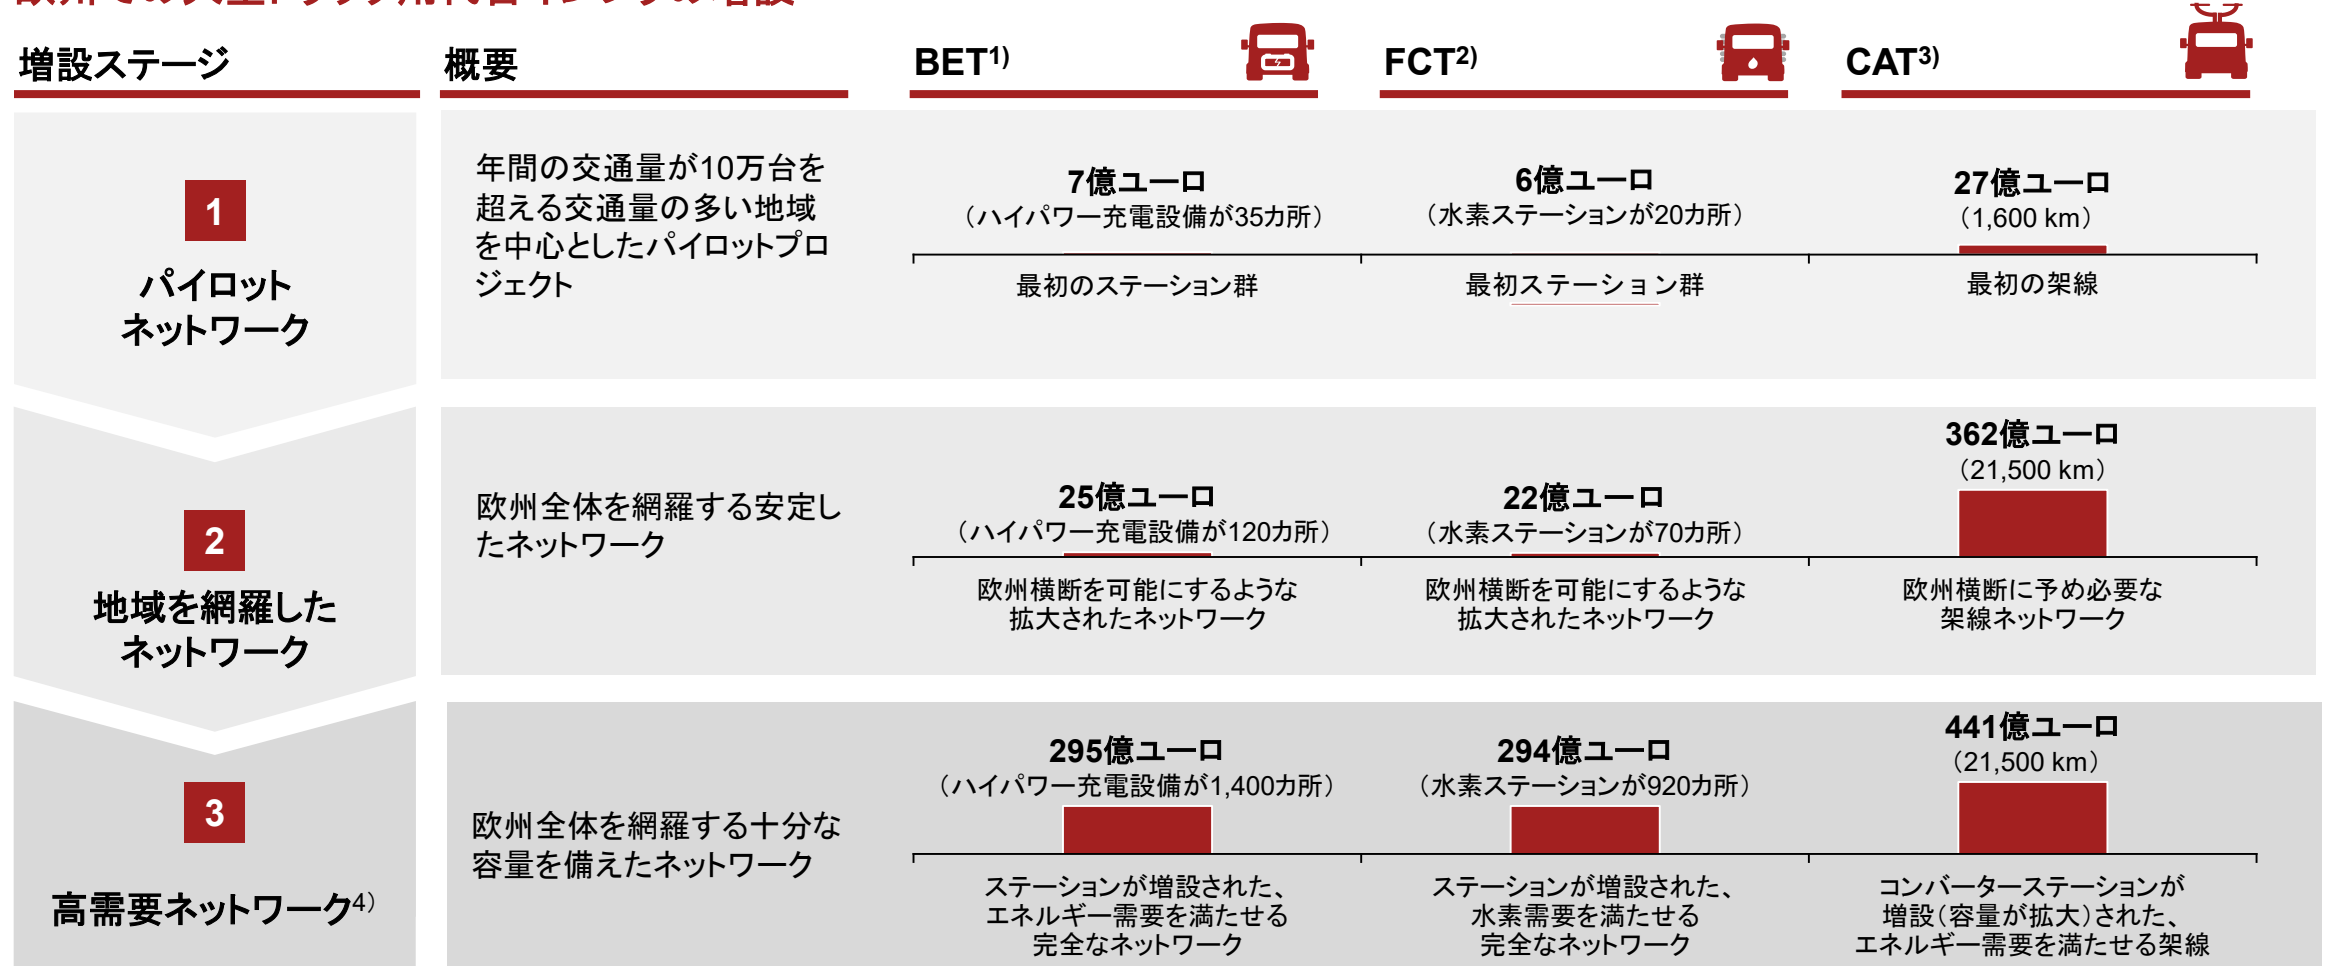 増設ステージ
概要
BET1)
FCT2)
CAT3)
1
パイロット
ネットワーク
年間の交通量が10万台を
超える交通量の多い地域
を中心としたパイロットプロ
ジェクト
7億ユーロ
（ハイパワー充電設備が35カ所）
最初のステーション群
6億ユーロ
（水素ステーションが20カ所）
最初ステーション群
27億ユーロ
（1,600 km）
最初の架線
2
地域を網羅した
ネットワーク
欧州全体を網羅する安定し
たネットワーク
25億ユーロ
（ハイパワー充電設備が120カ所）
欧州横断を可能にするような
拡大されたネットワーク
22億ユーロ
（水素ステーションが70カ所）
欧州横断を可能にするような
拡大されたネットワーク
362億ユーロ
（21,500 km）
欧州横断に予め必要な
架線ネットワーク
3
高需要ネットワーク4）
欧州全体を網羅する十分な
容量を備えたネットワーク
295億ユーロ
（ハイパワー充電設備が1,400カ所）
ステーションが増設された、
エネルギー需要を満たせる
完全なネットワーク
294億ユーロ
（水素ステーションが920カ所）
ステーションが増設された、
水素需要を満たせる
完全なネットワーク
441億ユーロ
（21,500 km）
コンバーターステーションが
増設（容量が拡大）された、
エネルギー需要を満たせる架線